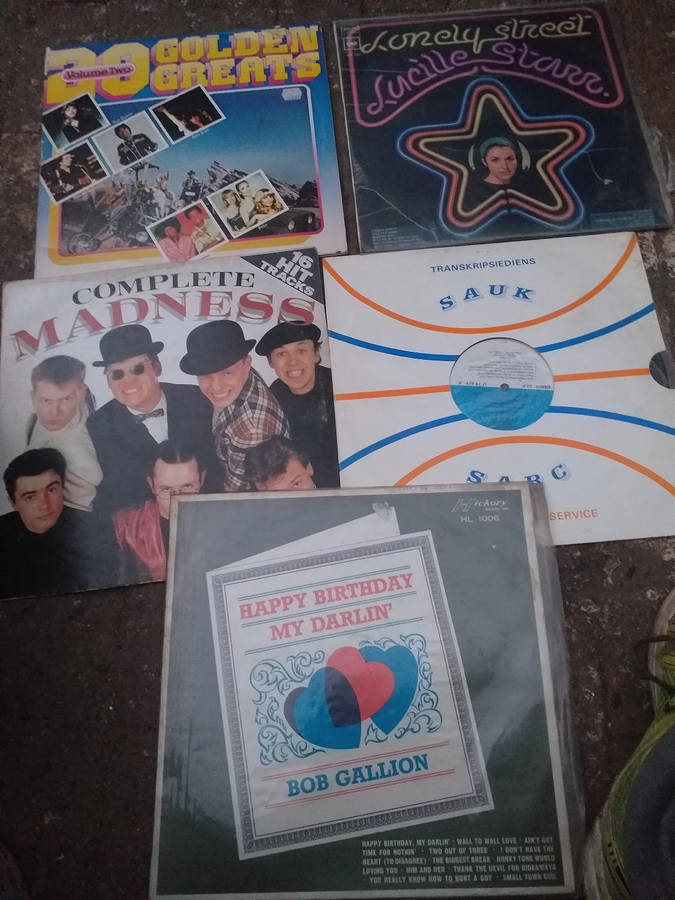 20 GOLDEN
GREATS
Volume Two
Lonely Street
Lucille Starr
COMPLETE
MADNESS
16
HIT
TRACKS
TRANSKRIPSIEDIENS
SAUK
SABC
SERVICE
Hickory
HL 1006
HAPPY BIRTHDAY
MY DARLIN'
BOB GALLION
HAPPY BIRTHDAY, MY DARLIN' · WALL TO WALL LOVE · AIN'T GOT
TIME FOR NOTHIN' · TWO OUT OF THREE · I DON'T HAVE THE
HEART (TO DISAGREE) · THE BIGGEST BREAK · HONKY TONK WORLD
LOVING YOU · HIM AND HER · THANK THE DEVIL FOR HIDEAWAYS
· YOU REALLY KNOW HOW TO HURT A GUY · SMALL TOWN GIRL